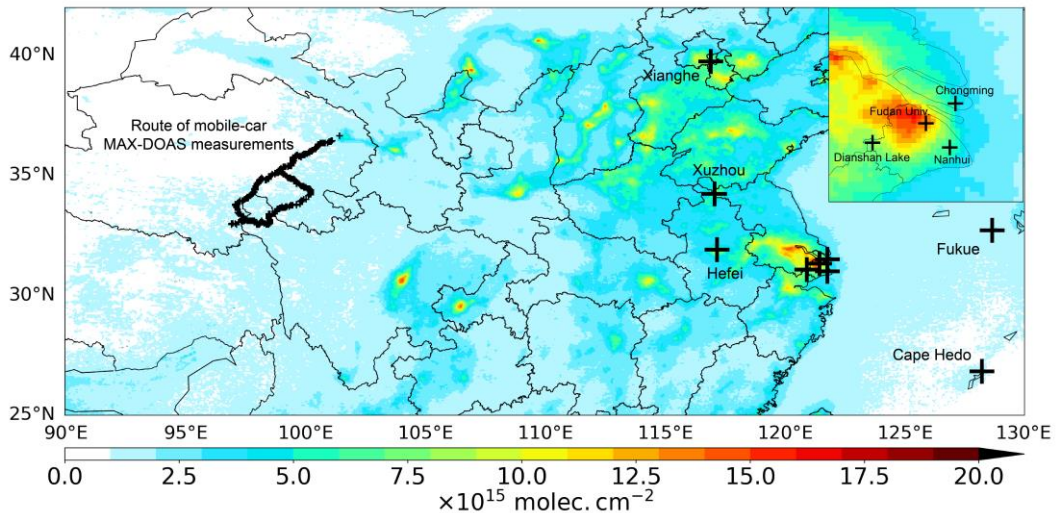 40°N
35°N
30°N
25°N
Route of mobile-car
MAX-DOAS measurements
Xianghe
Xuzhou
Hefei
Fukue
Cape Hedo
Chongming
Fudan Univ.
Dianshan Lake
Nanhui
90°E 95°E 100°E 105°E 110°E 115°E 120°E 125°E 130°E
0.0 2.5 5.0 7.5 10.0 12.5 15.0 17.5 20.0
×10¹⁵ molec. cm⁻²